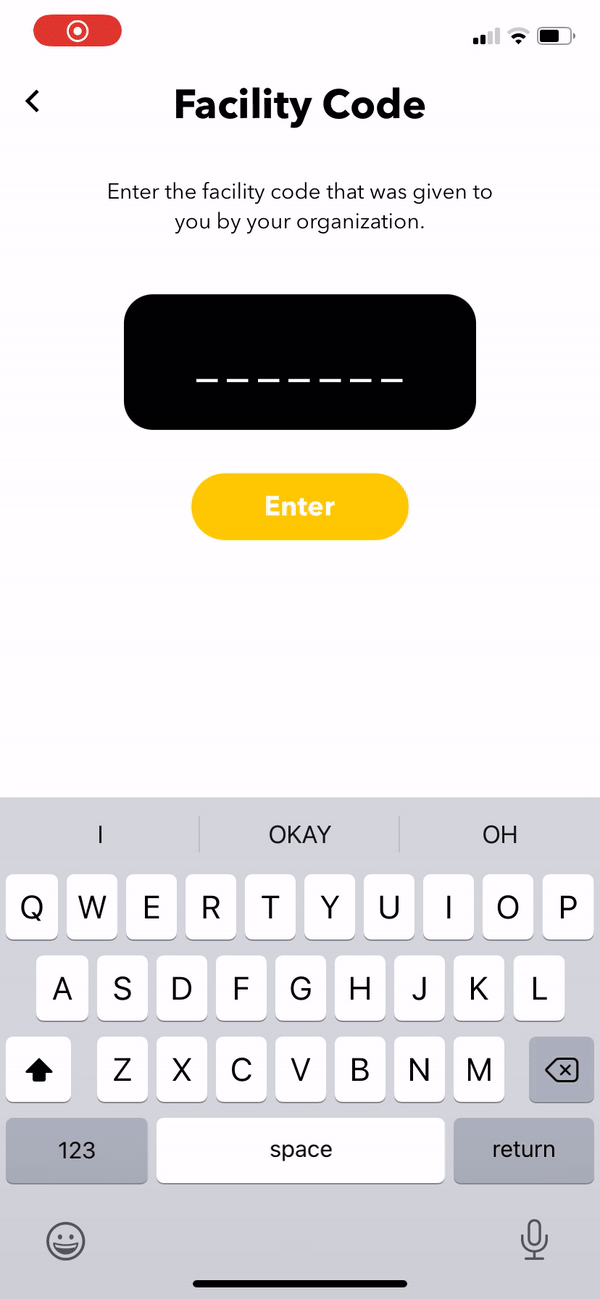 Facility Code
Enter the facility code that was given to
you by your organization.
Enter
I OKAY OH
Q W E R T Y U I O P
A S D F G H J K L
Z X C V B N M
123 space return